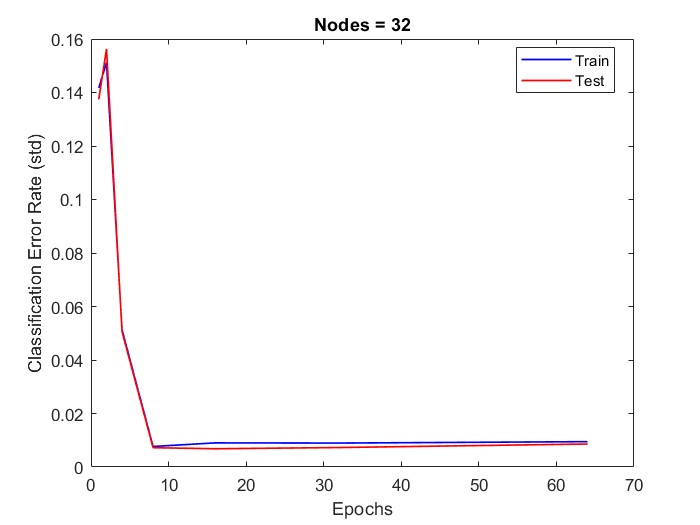 Nodes = 32
Train
Test
Classification Error Rate (std)
0.16
0.14
0.12
0.1
0.08
0.06
0.04
0.02
0
0 10 20 30 40 50 60 70
Epochs